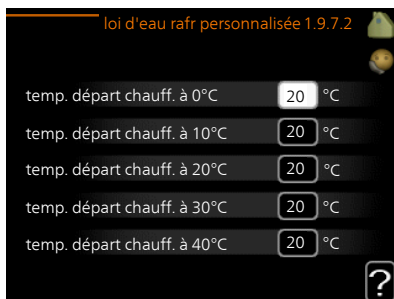 loi d'eau rafr personnalisée 1.9.7.2
temp. départ chauff. à 0°C 20 °C
temp. départ chauff. à 10°C 20 °C
temp. départ chauff. à 20°C 20 °C
temp. départ chauff. à 30°C 20 °C
temp. départ chauff. à 40°C 20 °C
?